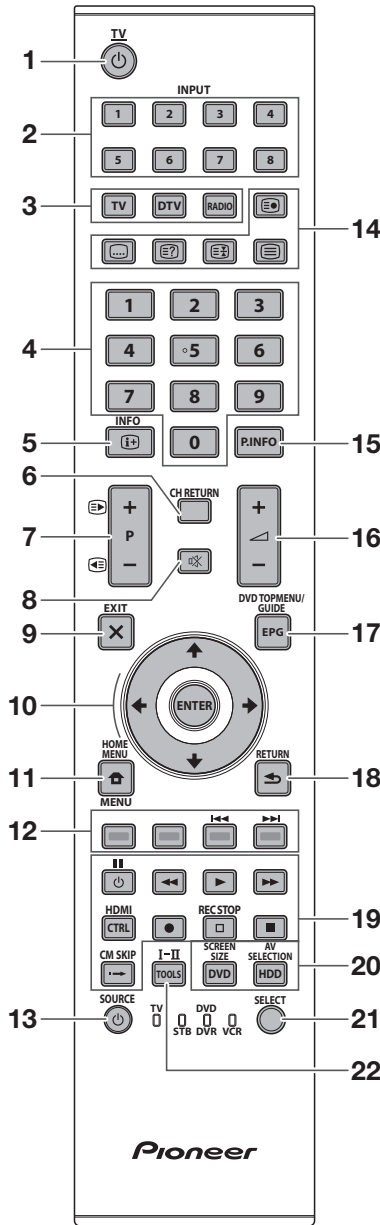 TV
1
INPUT
2
1 2 3 4
5 6 7 8
3
TV DTV RADIO
14
4
1 2 3
4 5 6
7 8 9
INFO
5
i+
0
P.INFO
15
6
CH RETURN
7
+
P
−
+
−
16
8
DVD TOPMENU/
GUIDE
EXIT
9
EPG
17
10
ENTER
HOME
MENU
RETURN
11
18
MENU
12
19
HDMI
REC STOP
CTRL
20
CM SKIP
I-II
SCREEN
SIZE
AV
SELECTION
TOOLS
DVD
HDD
SOURCE
SELECT
13
TV
STB
DVD
DVR
VCR
21
22
Pioneer